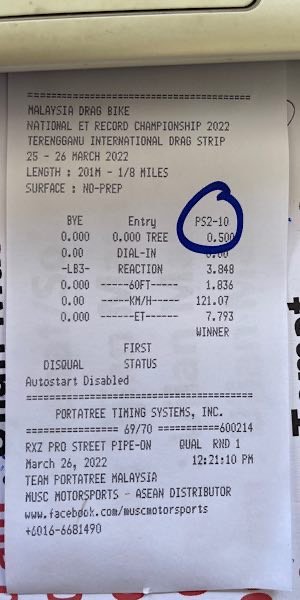 MALAYSIA DRAG BIKE
NATIONAL ET RECORD CHAMPIONSHIP 2022
TERENGGANU INTERNATIONAL DRAG STRIP
25 - 26 MARCH 2022
LENGTH : 201M - 1/8 MILES
SURFACE : NO-PREP
BYE Entry PS2-10
0.000 0.000 TREE 0.500
0.00 DIAL-IN 0.00
-LB3- REACTION 3.848
0.000 -----60FT----- 1.836
0.00 -----KM/H----- 121.07
0.000 ------ET------ 7.793
WINNER
FIRST
DISQUAL STATUS
Autostart Disabled
PORTATREE TIMING SYSTEMS, INC.
================ 69/70 ===========600214
RXZ PRO STREET PIPE-ON QUAL RND 1
March 26, 2022 12:21:10 PM
TEAM PORTATREE MALAYSIA
MUSC MOTORSPORTS - ASEAN DISTRIBUTOR
www.facebook.com/muscmotorsports
+6016-6681490